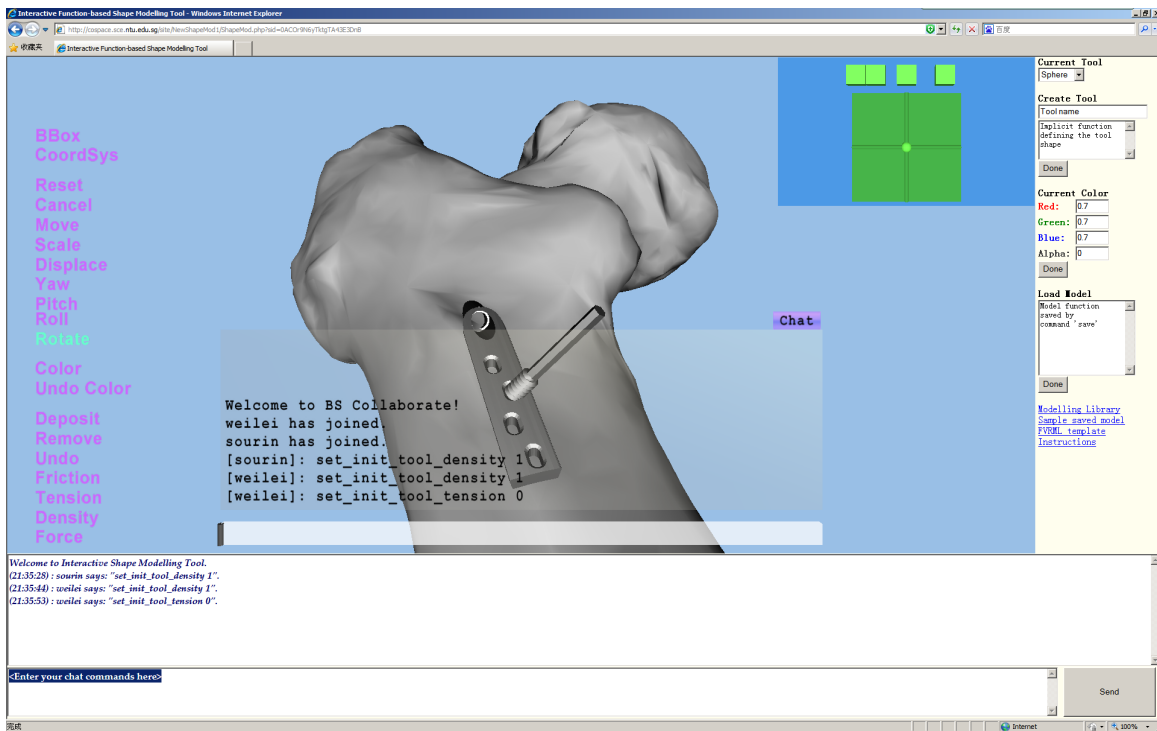 Interactive Function-based Shape Modelling Tool - Windows Internet Explorer
http://cospace.sce.ntu.edu.sg/site/NewShapeMod1/ShapeMod.php?sid=0ACOr9N6yTktgTA43E3DnB
百度
收藏夹
Interactive Function-based Shape Modelling Tool
BBox
CoordSys
Reset
Cancel
Move
Scale
Displace
Yaw
Pitch
Roll
Rotate
Color
Undo Color
Deposit
Remove
Undo
Friction
Tension
Density
Force
Chat
Welcome to BS Collaborate!
weilei has joined.
sourin has joined.
[sourin]: set_init_tool_density 1
[weilei]: set_init_tool_density 1
[weilei]: set_init_tool_tension 0
Current Tool
Sphere
Create Tool
Tool name
Implicit function
defining the tool
shape
Done
Current Color
Red: 0.7
Green: 0.7
Blue: 0.7
Alpha: 0
Done
Load Model
Model function
saved by
command 'save'
Done
Modelling Library
Sample saved model
FVRML template
Instructions
Welcome to Interactive Shape Modelling Tool.
(21:35:28) : sourin says: "set_init_tool_density 1".
(21:35:44) : weilei says: "set_init_tool_density 1".
(21:35:53) : weilei says: "set_init_tool_tension 0".
<Enter your chat commands here>
Send
完成
Internet
100%